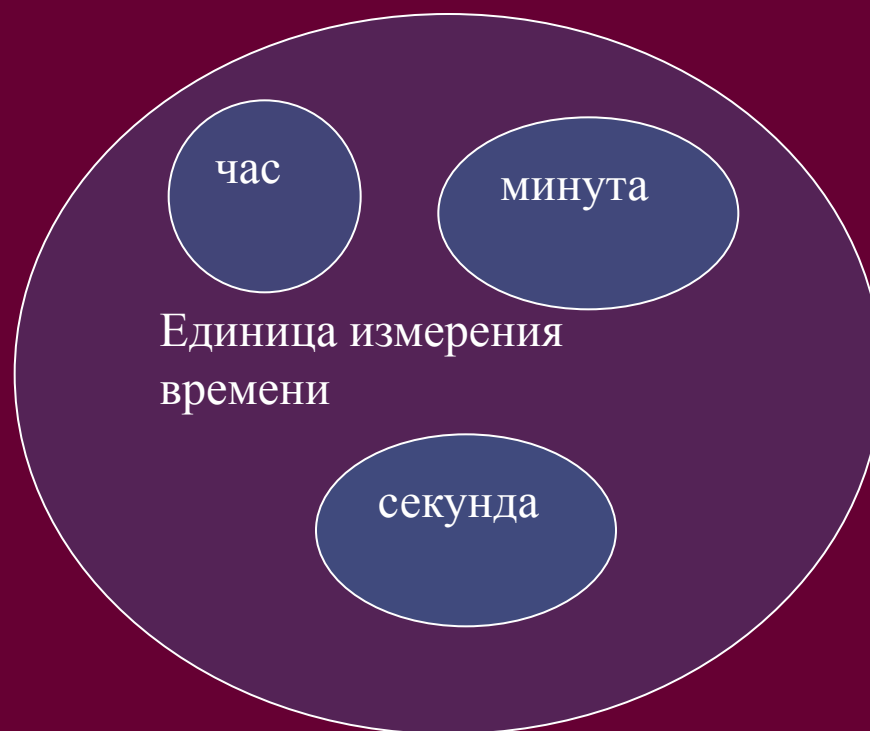 час
минута
Единица измерения
времени
секунда